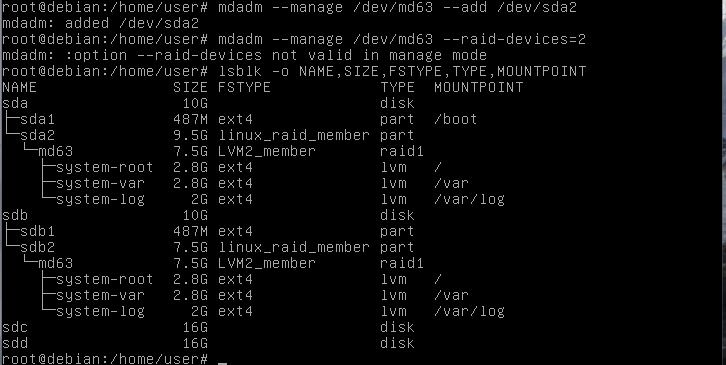 root@debian:/home/user# mdadm --manage /dev/md63 --add /dev/sda2
mdadm: added /dev/sda2
root@debian:/home/user# mdadm --manage /dev/md63 --raid-devices=2
mdadm: :option --raid-devices not valid in manage mode
root@debian:/home/user# lsblk -o NAME,SIZE,FSTYPE,TYPE,MOUNTPOINT
NAME                SIZE FSTYPE            TYPE  MOUNTPOINT
sda                  10G                   disk
├─sda1              487M ext4              part  /boot
└─sda2              9.5G linux_raid_member part
  └─md63            7.5G LVM2_member       raid1
    ├─system-root   2.8G ext4              lvm   /
    ├─system-var    2.8G ext4              lvm   /var
    └─system-log      2G ext4              lvm   /var/log
sdb                  10G                   disk
├─sdb1              487M ext4              part
└─sdb2              7.5G linux_raid_member part
  └─md63            7.5G LVM2_member       raid1
    ├─system-root   2.8G ext4              lvm   /
    ├─system-var    2.8G ext4              lvm   /var
    └─system-log      2G ext4              lvm   /var/log
sdc                  16G                   disk
sdd                  16G                   disk
root@debian:/home/user# _